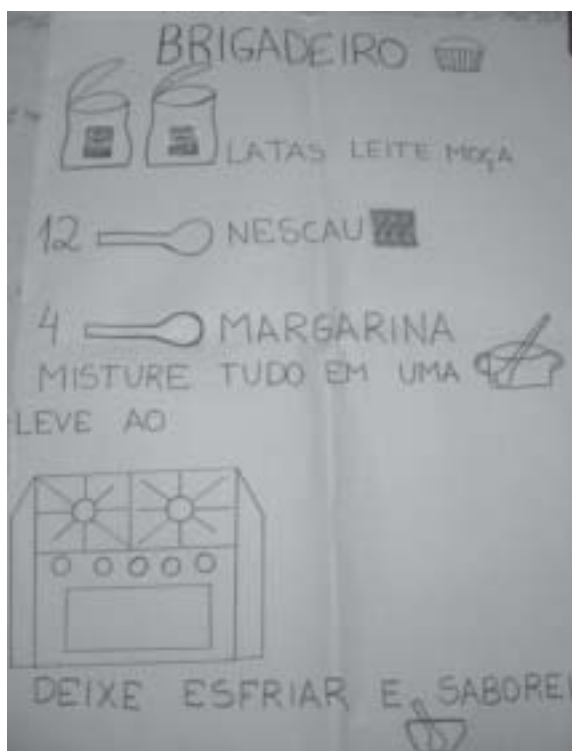 BRIGADEIRO
LATAS LEITE MOÇA
12 NESCAU
4 MARGARINA
MISTURE TUDO EM UMA
LEVE AO
DEIXE ESFRIAR E SABOREI